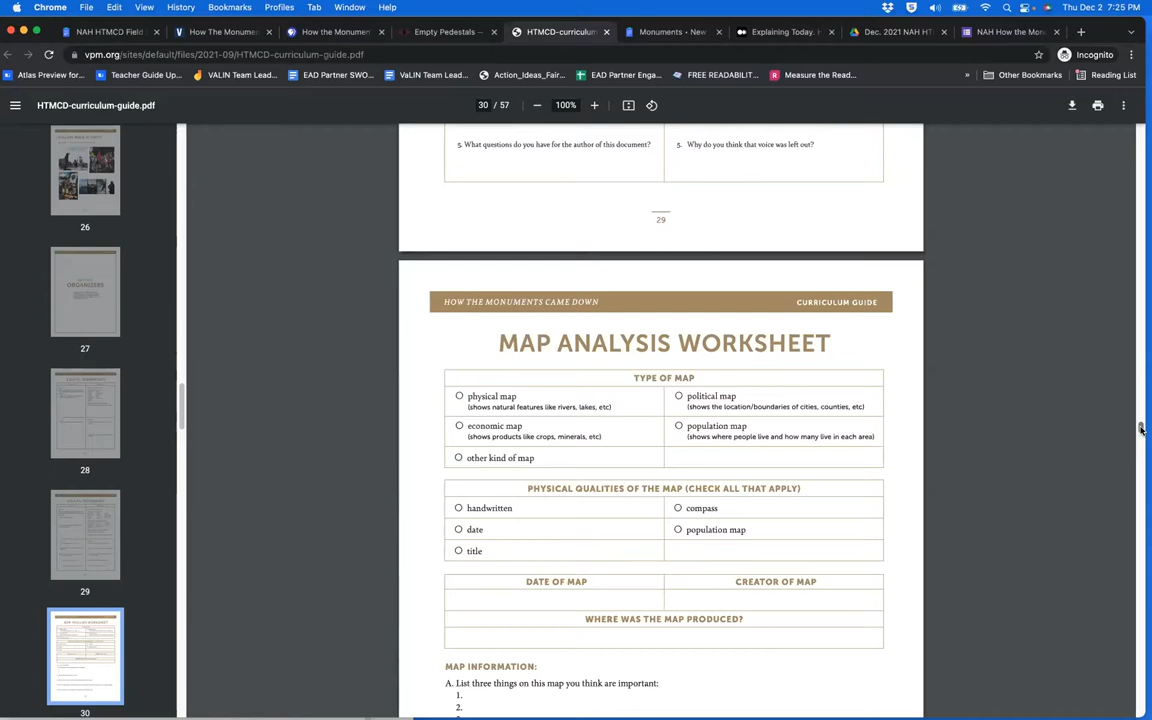 Chrome File Edit View History Bookmarks Profiles Tab Window Help Thu Dec 2 7:25 PM
NAH HTMCD Field How The Monumen Empty Pedestals – HTMCD-curriculum Monuments • New Explaining Today. H Dec. 2021 NAH HT NAH How the Mon
vpm.org/sites/default/files/2021-09/HTMCD-curriculum-guide.pdf Incognito
Atlas Preview for... Teacher Guide Up... VALIN Team Lead... EAD Partner SWO... VaLIN Team Lead... Action_Ideas_Fair... EAD Partner Enga... FREE READABILIT... Measure the Read... » Other Bookmarks Reading List
HTMCD-curriculum-guide.pdf 30 / 57 100%
26
ORGANIZERS
27
28
29
30
5. What questions do you have for the author of this document? 5. Why do you think that voice was left out?
29
HOW THE MONUMENTS CAME DOWN CURRICULUM GUIDE
MAP ANALYSIS WORKSHEET
TYPE OF MAP
physical map political map
(shows natural features like rivers, lakes, etc) (shows the location/boundaries of cities, counties, etc)
economic map population map
(shows products like crops, minerals, etc) (shows where people live and how many live in each area)
other kind of map
PHYSICAL QUALITIES OF THE MAP (CHECK ALL THAT APPLY)
handwritten compass
date population map
title
DATE OF MAP CREATOR OF MAP
WHERE WAS THE MAP PRODUCED?
MAP INFORMATION:
A. List three things on this map you think are important:
1.
2.